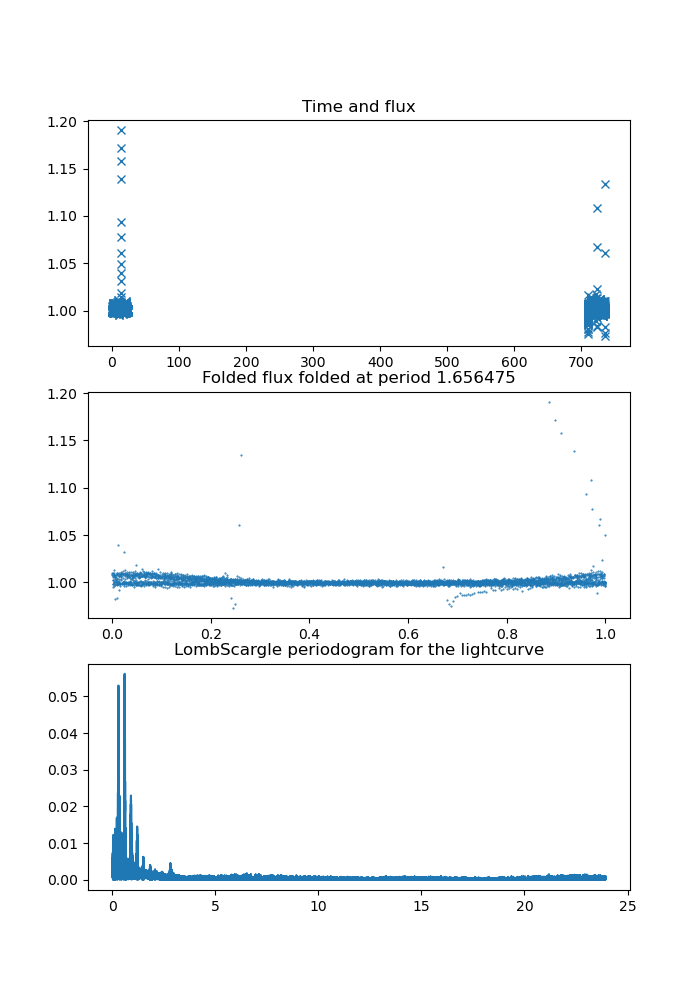 Time and flux
1.20
1.15
1.10
1.05
1.00
0 100 200 300 400 500 600 700
Folded flux folded at period 1.656475
1.20
1.15
1.10
1.05
1.00
0.0 0.2 0.4 0.6 0.8 1.0
LombScargle periodogram for the lightcurve
0.05
0.04
0.03
0.02
0.01
0.00
0 5 10 15 20 25